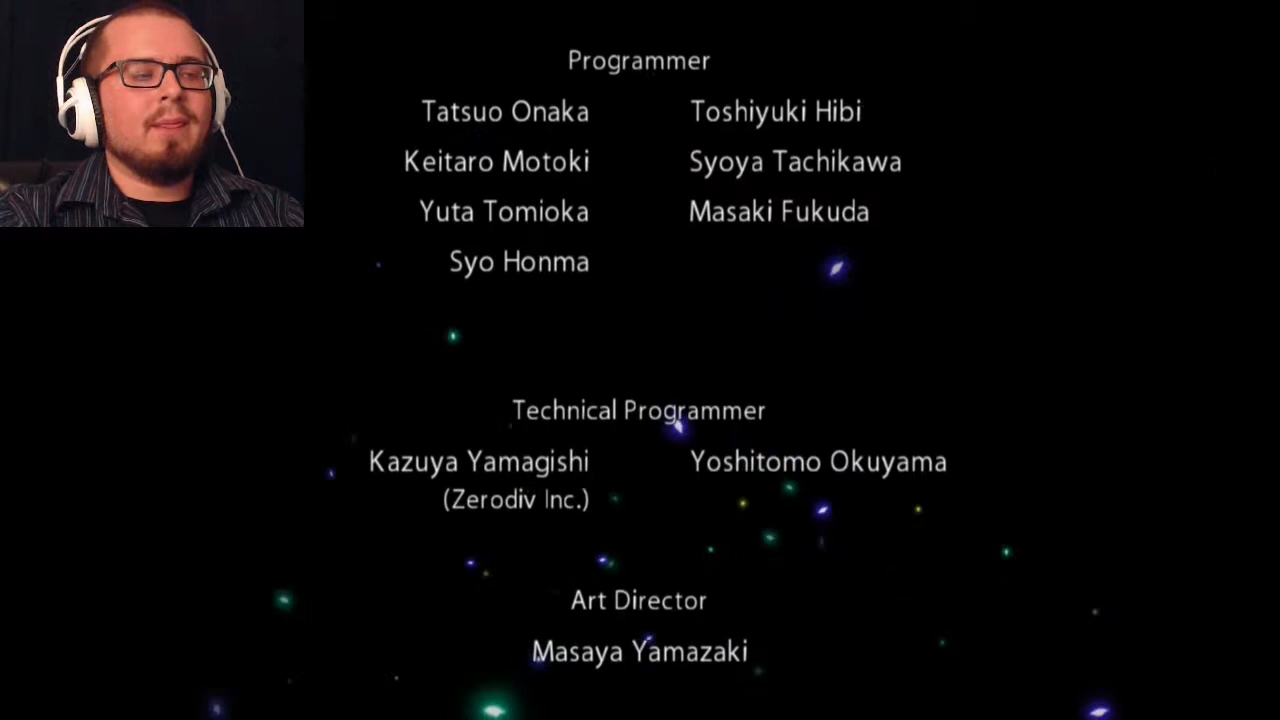 Programmer
Tatsuo Onaka Toshiyuki Hibi
Keitaro Motoki Syoya Tachikawa
Yuta Tomioka Masaki Fukuda
Syo Honma
Technical Programmer
Kazuya Yamagishi Yoshitomo Okuyama
(Zerodiv Inc.)
Art Director
Masaya Yamazaki